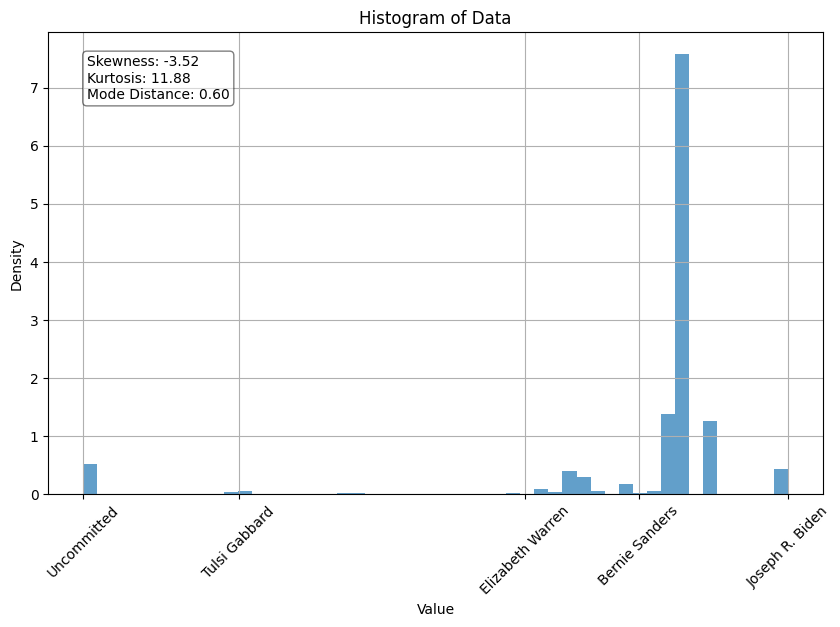 Histogram of Data
Skewness: -3.52
Kurtosis: 11.88
Mode Distance: 0.60
Density
7
6
5
4
3
2
1
0
Uncommitted
Tulsi Gabbard
Elizabeth Warren
Bernie Sanders
Joseph R. Biden
Value